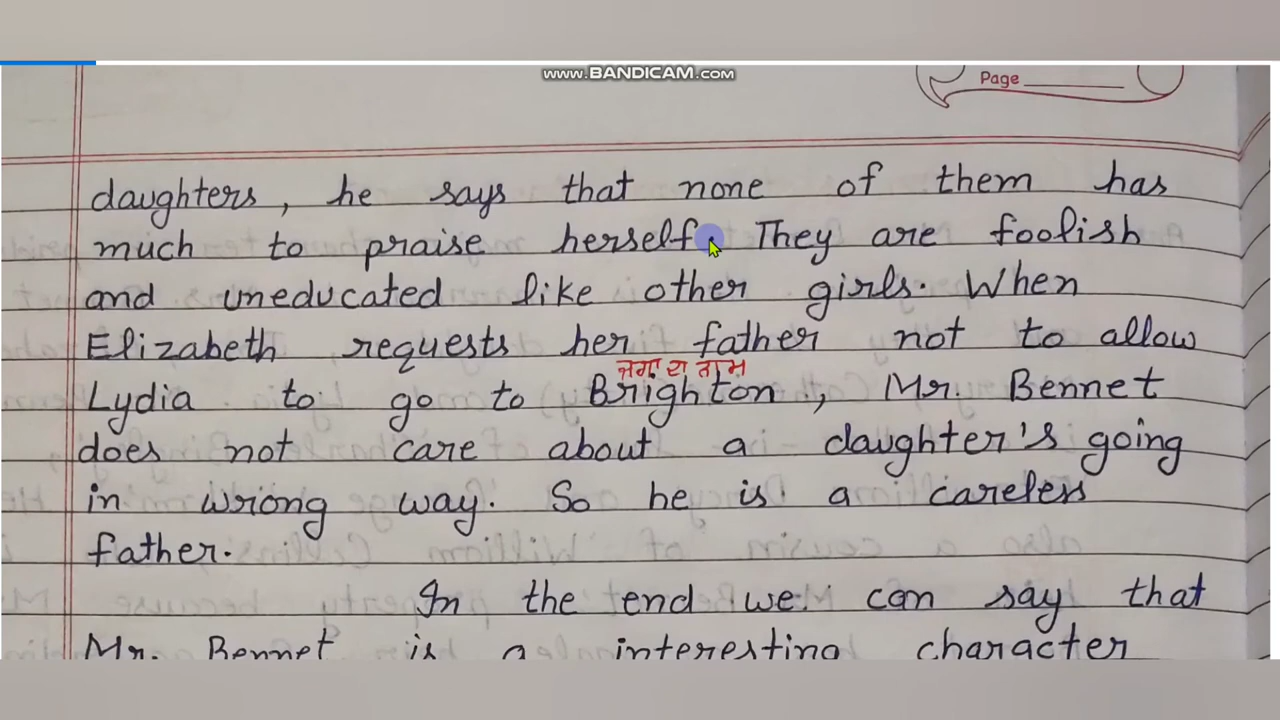 www.BANDICAM.com
Page
daughters, he says that none of them has
much to praise herself. They are foolish
and uneducated like other girls. When
Elizabeth requests her father not to allow
ਜਗਾ ਦਾ ਨਾਮ
Lydia to go to Brighton, Mr. Bennet
does not care about a daughter's going
in wrong way. So he is a careless
father.
In the end we can say that
Mr. Bennet is a interesting character